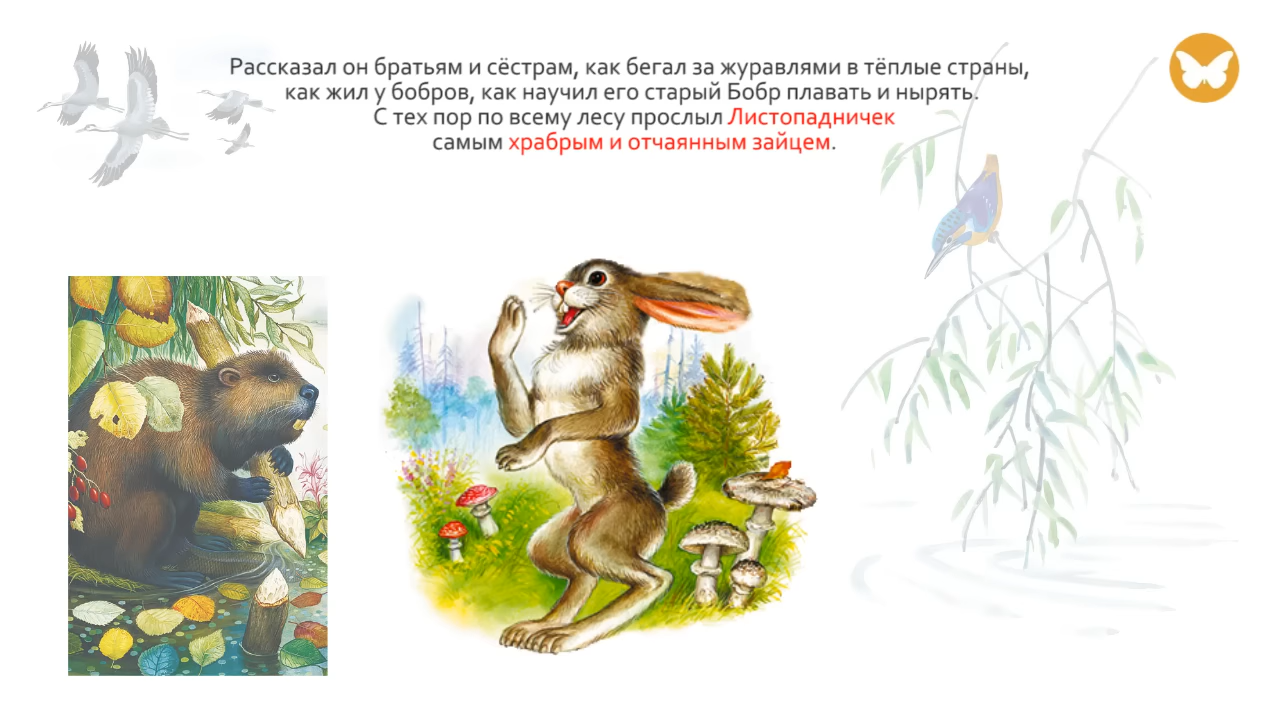 Рассказал он братьям и сёстрам, как бегал за журавлями в тёплые страны,
как жил у бобров, как научил его старый Бобр плавать и нырять.
С тех пор по всему лесу прослыл Листопадничек
самым храбрым и отчаянным зайцем.